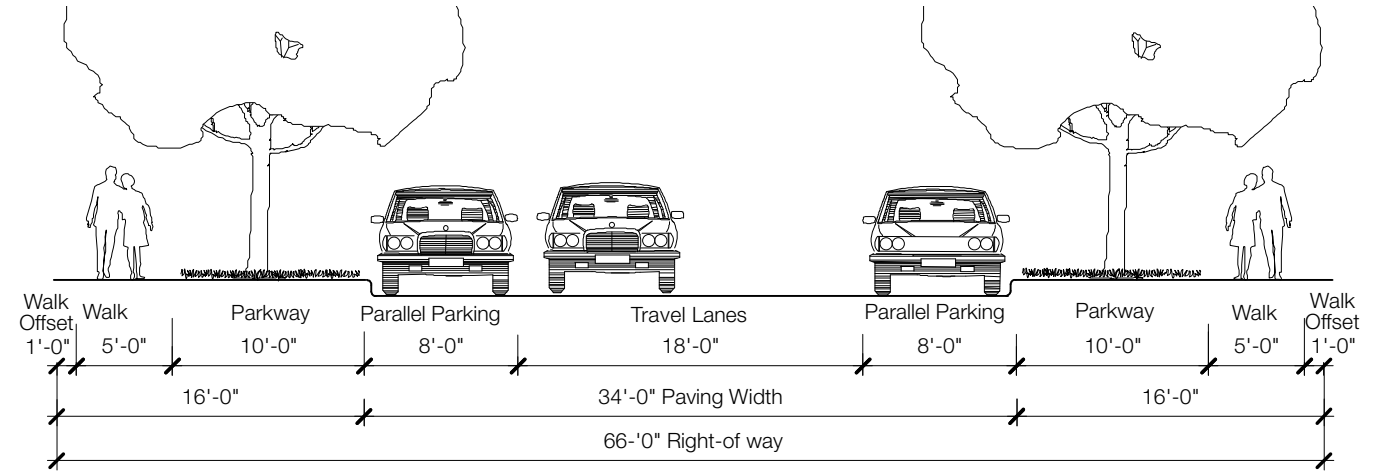 Walk Offset
Walk
Parkway
Parallel Parking
Travel Lanes
Parallel Parking
Parkway
Walk
Walk Offset
1'-0"
5'-0"
10'-0"
8'-0"
18'-0"
8'-0"
10'-0"
5'-0"
1'-0"
16'-0"
34'-0" Paving Width
16'-0"
66-'0" Right-of way